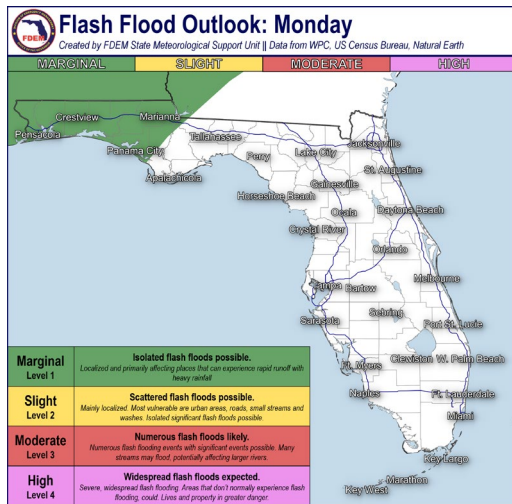 Flash Flood Outlook: Monday
Created by FDEM State Meteorological Support Unit || Data from WPC, US Census Bureau, Natural Earth
FDEM
MARGINAL SLIGHT MODERATE HIGH
Crestview
Marianna
Pensacola
Panama City
Tallahassee
Apalachicola
Perry
Lake City
Jacksonville
St. Augustine
Gainesville
Horseshoe Beach
Ocala
Daytona Beach
Crystal River
Orlando
Melbourne
Tampa
Bartow
Sebring
Sarasota
Port St. Lucie
Clewiston
W. Palm Beach
Ft. Myers
Naples
Ft. Lauderdale
Miami
Key Largo
Marathon
Key West
Marginal
Level 1
Isolated flash floods possible.
Localized and primarily affecting places that can experience rapid runoff with
heavy rainfall
Slight
Level 2
Scattered flash floods possible.
Mainly localized. Most vulnerable are urban areas, roads, small streams and
washes. Isolated significant flash floods possible.
Moderate
Level 3
Numerous flash floods likely.
Numerous flash flooding events with significant events possible. Many
streams may flood, potentially affecting larger rivers.
High
Level 4
Widespread flash floods expected.
Severe, widespread flash flooding. Areas that don't normally experience flash
flooding, could. Lives and property in greater danger.